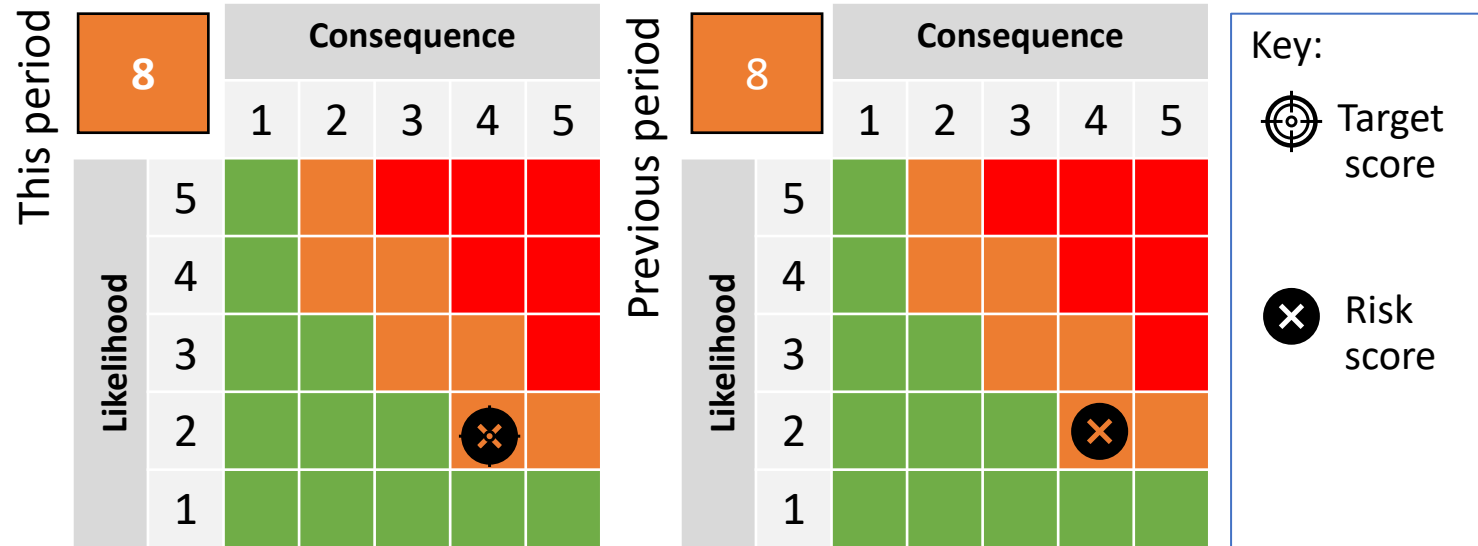 This period
8
Consequence
1 2 3 4 5
Likelihood
5
4
3
2
1
Previous period
8
Consequence
1 2 3 4 5
Likelihood
5
4
3
2
1
Key:
Target
score
Risk
score